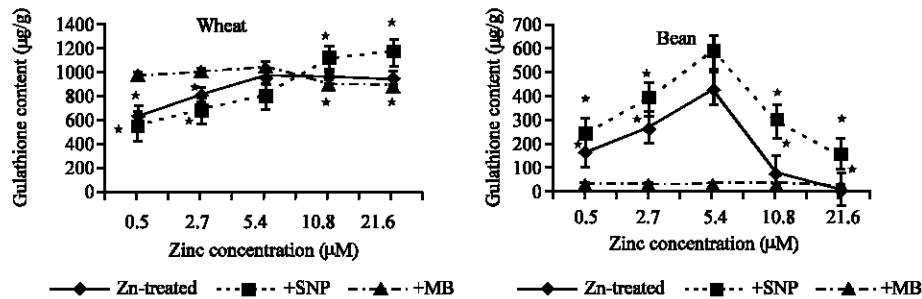 Wheat
Gulathione content (µg/g)
1400
1200
1000
800
600
400
200
0
0.5 2.7 5.4 10.8 21.6
Zinc concentration (µM)
Zn-treated +SNP +MB
Bean
Gulathione content (µg/g)
700
600
500
400
300
200
100
0
0.5 2.7 5.4 10.8 21.6
Zinc concentration (µM)
Zn-treated +SNP +MB